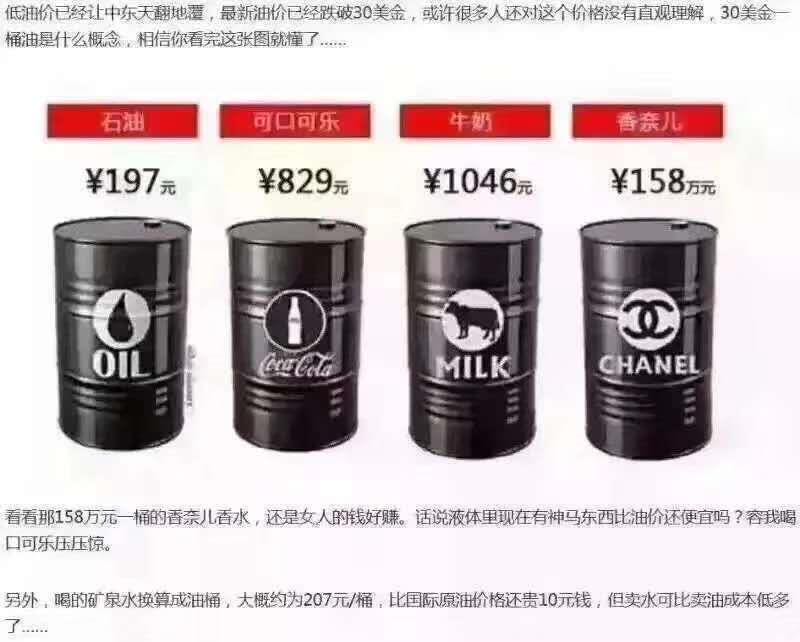 低油价已经让中东天翻地覆，最新油价已经跌破30美金，或许很多人还对这个价格没有直观理解，30美金一
桶油是什么概念，相信你看完这张图就懂了......
石油 可口可乐 牛奶 香奈儿
¥197元 ¥829元 ¥1046元 ¥158万元
OIL Coca-Cola MILK CHANEL
看看那158万元一桶的香奈儿香水，还是女人的钱好赚。话说液体里现在有神马东西比油价还便宜吗？容我喝
口可乐压压惊。
另外，喝的矿泉水换算成油桶，大概约为207元/桶，比国际原油价格还贵10元钱，但卖水可比卖油成本低多
了......